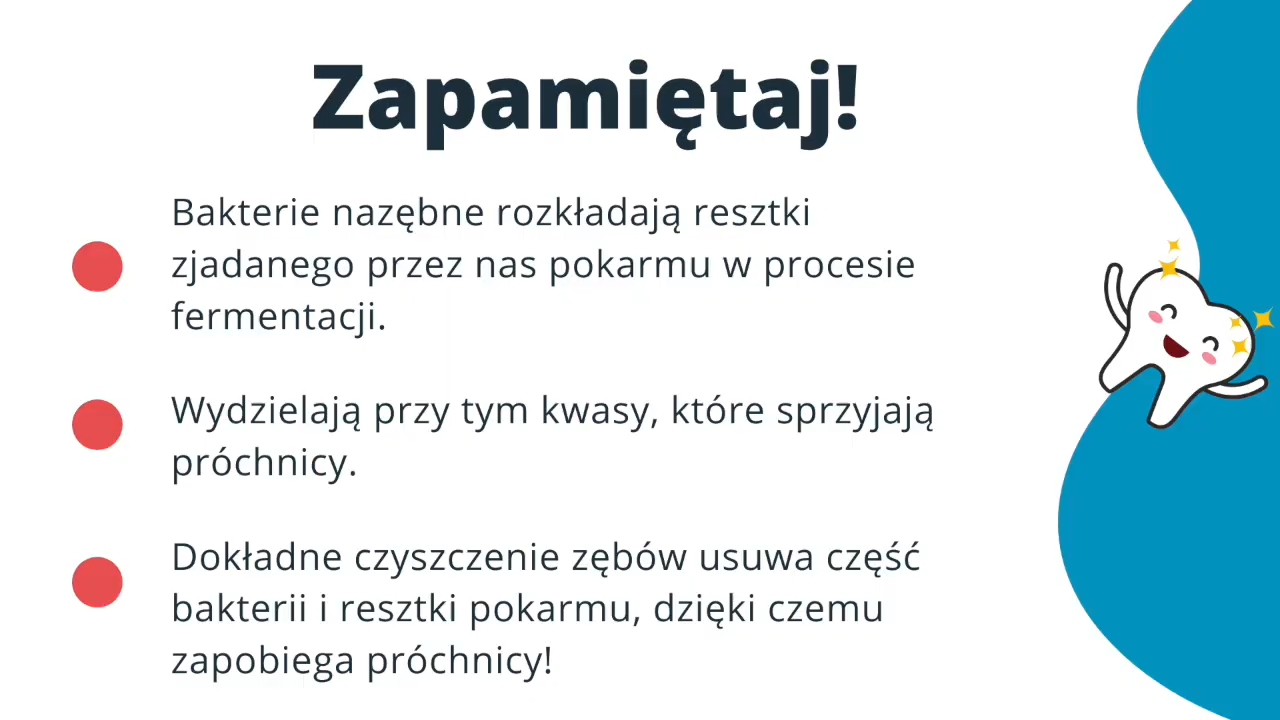 Zapamiętaj!
Bakterie nazębne rozkładają resztki
zjadanego przez nas pokarmu w procesie
fermentacji.
Wydzielają przy tym kwasy, które sprzyjają
próchnicy.
Dokładne czyszczenie zębów usuwa część
bakterii i resztki pokarmu, dzięki czemu
zapobiega próchnicy!